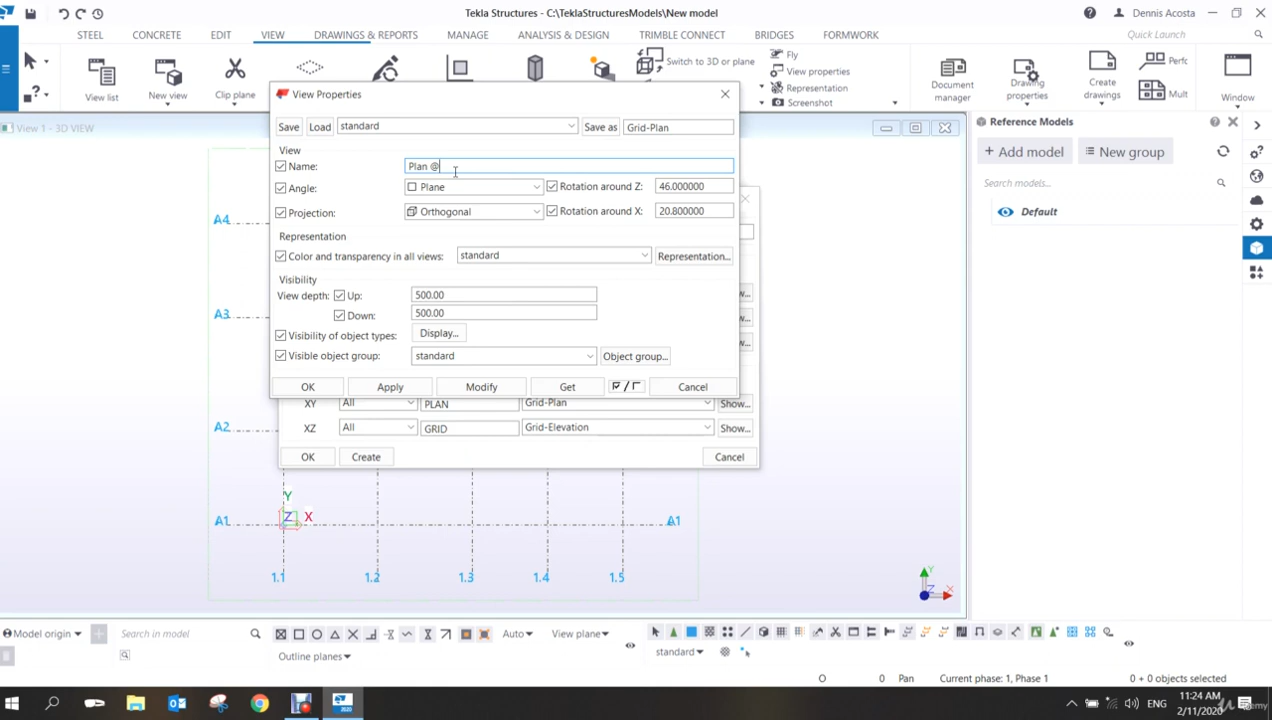 Tekla Structures - C:\TeklaStructuresModels\New model
Dennis Acosta
STEEL CONCRETE EDIT VIEW DRAWINGS & REPORTS MANAGE ANALYSIS & DESIGN TRIMBLE CONNECT BRIDGES FORMWORK
Quick Launch
Switch to 3D or plane
Fly
View properties
Representation
Screenshot
View list
New view
Clip plane
Document manager
Drawing properties
Create drawings
Perfc
Mult
Window
View 1 - 3D VIEW
View Properties
Save Load standard Save as Grid-Plan
View
Name: Plan @
Angle: Plane Rotation around Z: 46.000000
Projection: Orthogonal Rotation around X: 20.800000
Representation
Color and transparency in all views: standard Representation...
Visibility
View depth: Up: 500.00
Down: 500.00
Visibility of object types: Display...
Visible object group: standard Object group...
OK Apply Modify Get Cancel
w...
w...
w...
XY All PLAN Grid-Plan Show...
XZ All GRID Grid-Elevation Show...
OK Create Cancel
A4
A3
A2
A1 A1
Y
Z X
1.1 1.2 1.3 1.4 1.5
Y
Z X
Reference Models
+ Add model New group
Search models...
Default
Model origin Search in model Auto View plane
Outline planes
standard
O 0 Pan Current phase: 1, Phase 1 0 + 0 objects selected
2020
ENG
11:24 AM
2/11/2020
Udemy